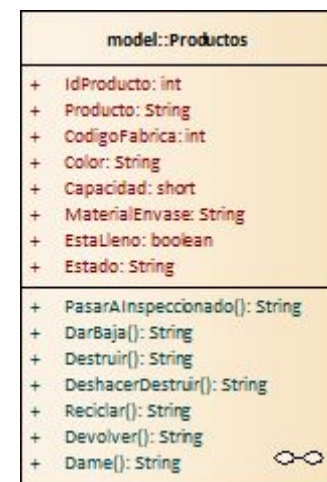 model::Productos
+ IdProducto: int
+ Producto: String
+ CodigoFabrica: int
+ Color: String
+ Capacidad: short
+ MaterialEnvase: String
+ EstaLleno: boolean
+ Estado: String
+ PasarAInspeccionado(): String
+ DarBaja(): String
+ Destruir(): String
+ DeshacerDestruir(): String
+ Reciclar(): String
+ Devolver(): String
+ Dame(): String